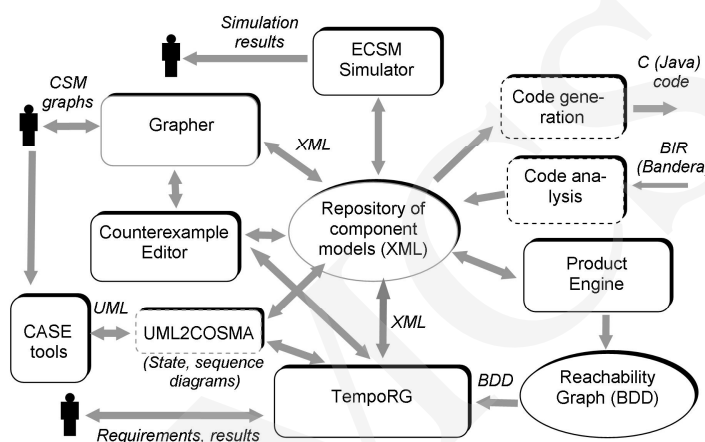 Simulation
results
ECSM
Simulator
CSM
graphs
Grapher
XML
Code gene-
ration
C (Java)
code
BIR
(Bandera)
Code ana-
lysis
Repository of
component
models (XML)
Counterexample
Editor
Product
Engine
CASE
tools
UML
UML2COSMA
(State, sequence
diagrams)
XML
TempoRG
BDD
Reachability
Graph (BDD)
Requirements, results